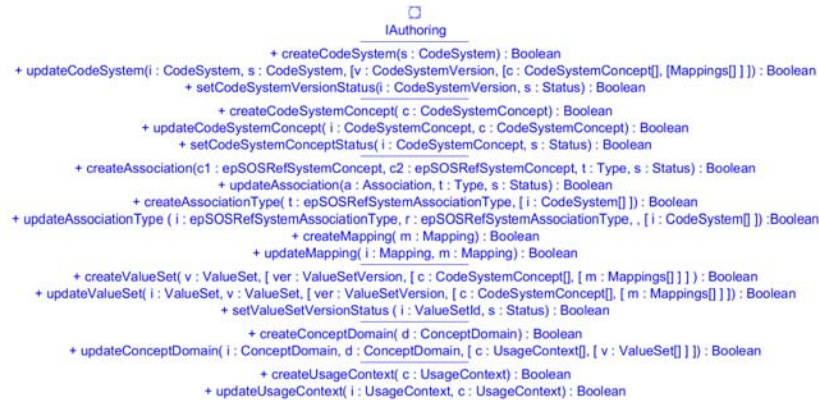 IAuthoring
+ createCodeSystem(s : CodeSystem) : Boolean
+ updateCodeSystem(i : CodeSystem, s : CodeSystem, [v : CodeSystemVersion, [c : CodeSystemConcept[], [Mappings[] ] ]) : Boolean
+ setCodeSystemVersionStatus(i : CodeSystemVersion, s : Status) : Boolean
+ createCodeSystemConcept( c : CodeSystemConcept) : Boolean
+ updateCodeSystemConcept( i : CodeSystemConcept, c : CodeSystemConcept) : Boolean
+ setCodeSystemConceptStatus( i : CodeSystemConcept, s : Status) : Boolean
+ createAssociation(c1 : epSOSRefSystemConcept, c2 : epSOSRefSystemConcept, t : Type, s : Status) : Boolean
+ updateAssociation(a : Association, t : Type, s : Status) : Boolean
+ createAssociationType( t : epSOSRefSystemAssociationType, [ i : CodeSystem[] ]) : Boolean
+ updateAssociationType ( i : epSOSRefSystemAssociationType, r : epSOSRefSystemAssociationType, , [ i : CodeSystem[] ]) :Boolean
+ createMapping( m : Mapping) : Boolean
+ updateMapping( i : Mapping, m : Mapping) : Boolean
+ createValueSet( v : ValueSet, [ ver : ValueSetVersion, [ c : CodeSystemConcept[], [ m : Mappings[] ] ] ) : Boolean
+ updateValueSet( i : ValueSet, v : ValueSet, [ ver : ValueSetVersion, [ c : CodeSystemConcept[], [ m : Mappings[] ] ]) : Boolean
+ setValueSetVersionStatus ( i : ValueSetId, s : Status) : Boolean
+ createConceptDomain( d : ConceptDomain) : Boolean
+ updateConceptDomain( i : ConceptDomain, d : ConceptDomain, [ c : UsageContext[], [ v : ValueSet[] ] ]) : Boolean
+ createUsageContext( c : UsageContext) : Boolean
+ updateUsageContext( i : UsageContext, c : UsageContext) : Boolean